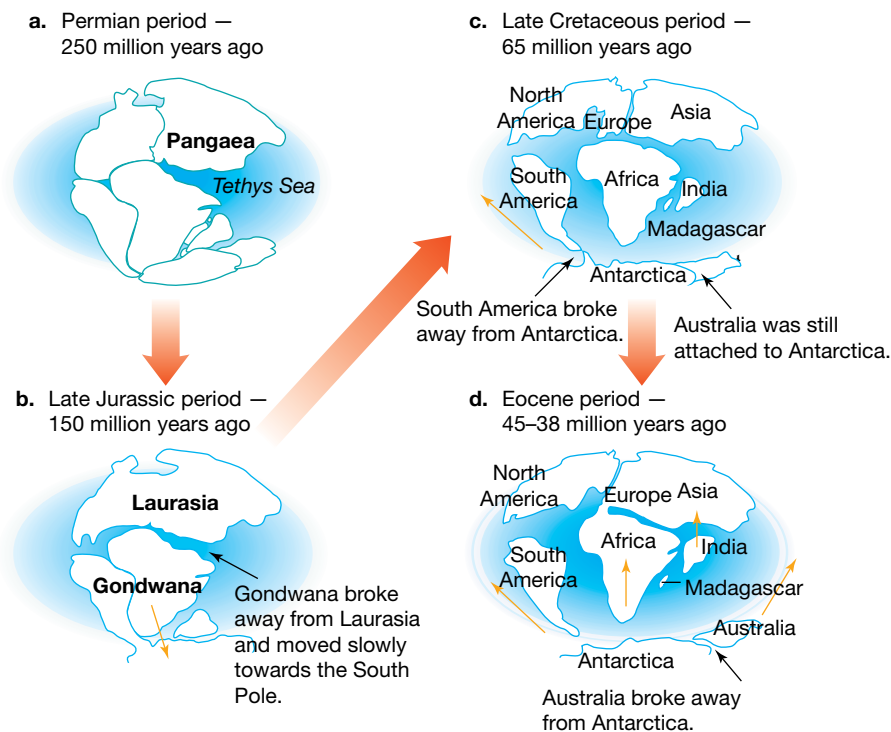 a. Permian period —
250 million years ago
Pangaea
Tethys Sea
b. Late Jurassic period —
150 million years ago
Laurasia
Gondwana
Gondwana broke
away from Laurasia
and moved slowly
towards the South
Pole.
c. Late Cretaceous period —
65 million years ago
North
America
Europe
Asia
South
America
Africa
India
Madagascar
Antarctica
South America broke
away from Antarctica.
Australia was still
attached to Antarctica.
d. Eocene period —
45–38 million years ago
North
America
Europe
Asia
South
America
Africa
India
Madagascar
Australia
Antarctica
Australia broke away
from Antarctica.